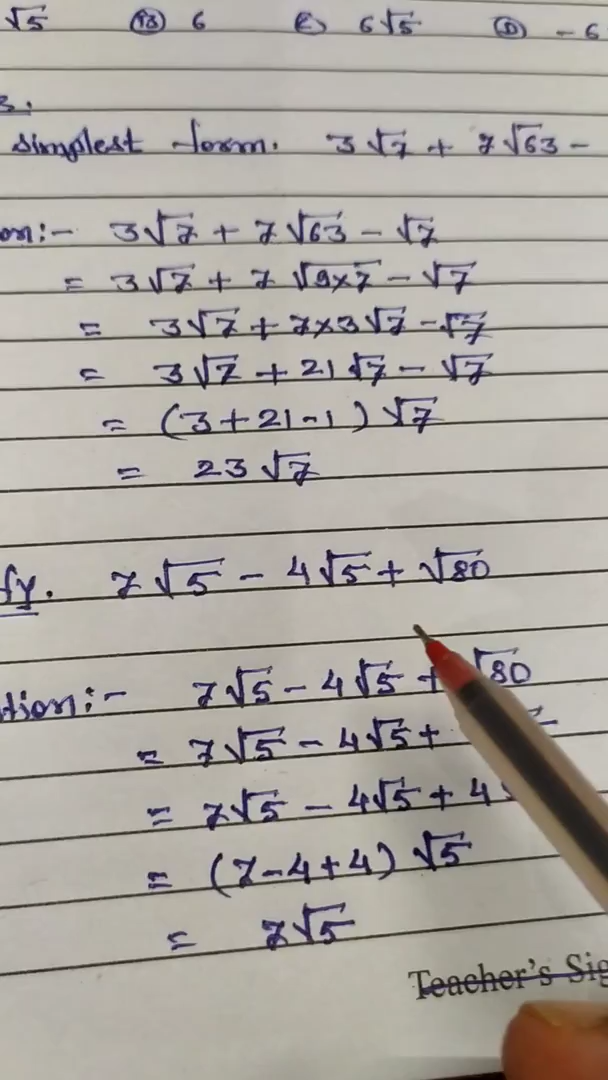 √5 (B) 6 (C) 6√5 (D) -6
3.
simplest form. 3√7 + 7√63 -
on:- 3√7 + 7√63 - √7
= 3√7 + 7√9×7 - √7
= 3√7 + 7×3√7 - √7
= 3√7 + 21√7 - √7
= (3+21-1) √7
= 23√7
fy. 7√5 - 4√5 + √80
tion:- 7√5 - 4√5 + √80
= 7√5 - 4√5 +
= 7√5 - 4√5 + 4
= (7-4+4) √5
= 7√5
Teacher's Sig